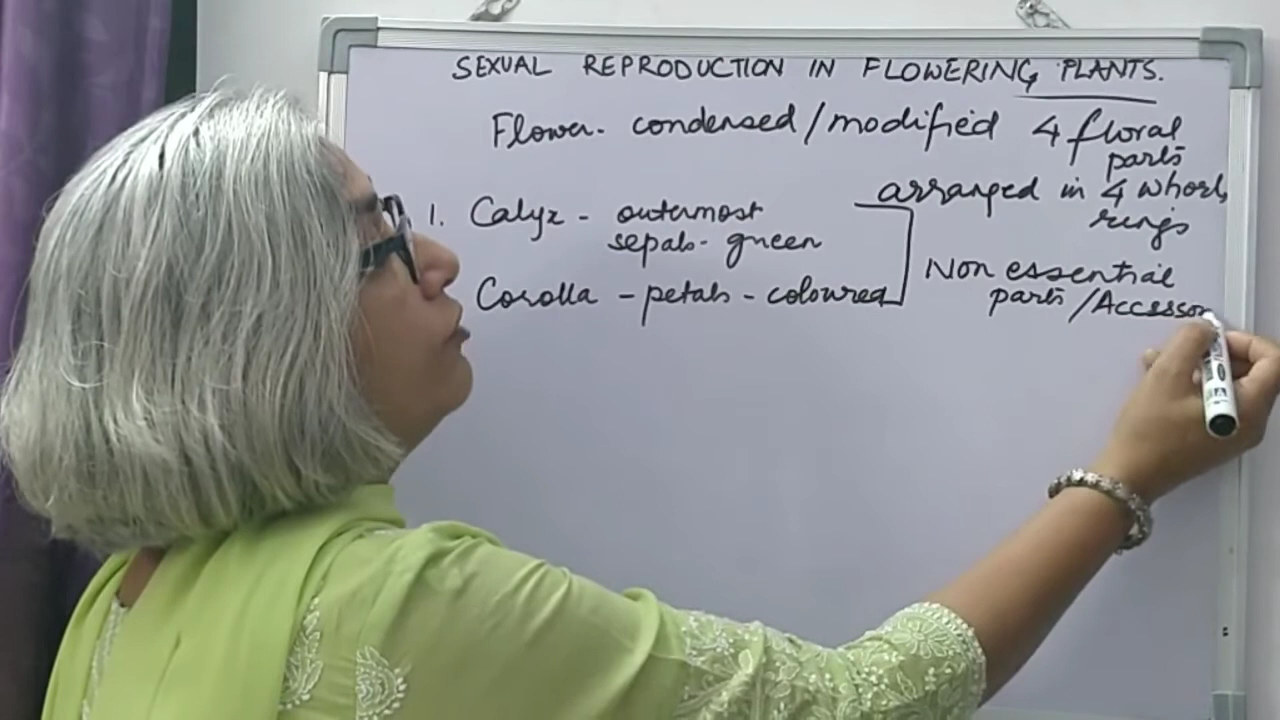 SEXUAL REPRODUCTION IN FLOWERING PLANTS.
Flower. condensed/modified 4 floral
parts
arranged in 4 whorls
rings
1. Calyx - outermost
sepals - green
Corolla - petals - coloured
Non essential
parts/Accessor